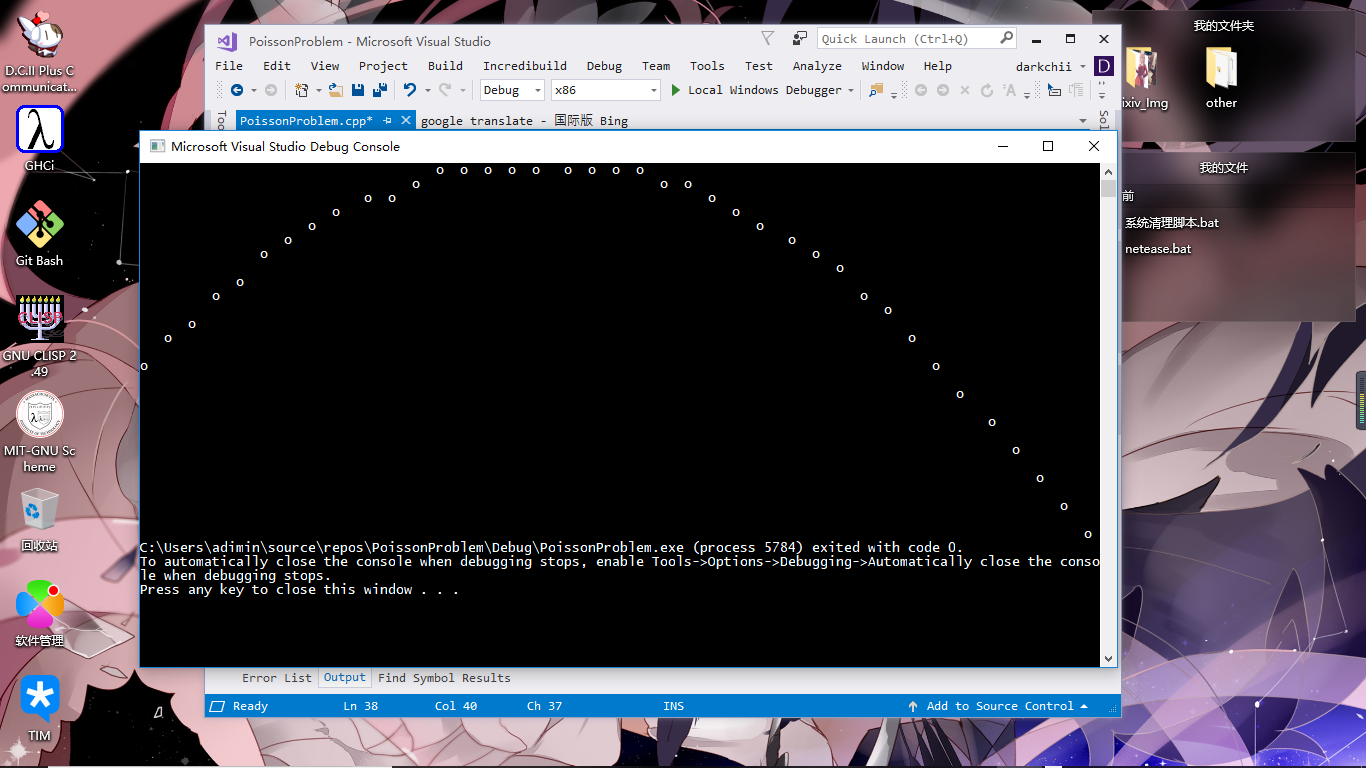 D.C.II Plus C
ommunicat...
GHCi
Git Bash
CLISP
GNU CLISP 2
.49
MIT-GNU Sc
heme
回收站
软件管理
TIM
PoissonProblem - Microsoft Visual Studio
Quick Launch (Ctrl+Q)
File Edit View Project Build Incredibuild Debug Team Tools Test Analyze Window Help darkchii D
Debug x86 Local Windows Debugger
PoissonProblem.cpp* google translate - 国际版 Bing
Microsoft Visual Studio Debug Console
C:\Users\adimin\source\repos\PoissonProblem\Debug\PoissonProblem.exe (process 5784) exited with code 0.
To automatically close the console when debugging stops, enable Tools->Options->Debugging->Automatically close the conso
le when debugging stops.
Press any key to close this window . . .
Error List Output Find Symbol Results
Ready Ln 38 Col 40 Ch 37 INS Add to Source Control
我的文件夹
ixiv_Img
other
我的文件
前
系统清理脚本.bat
netease.bat